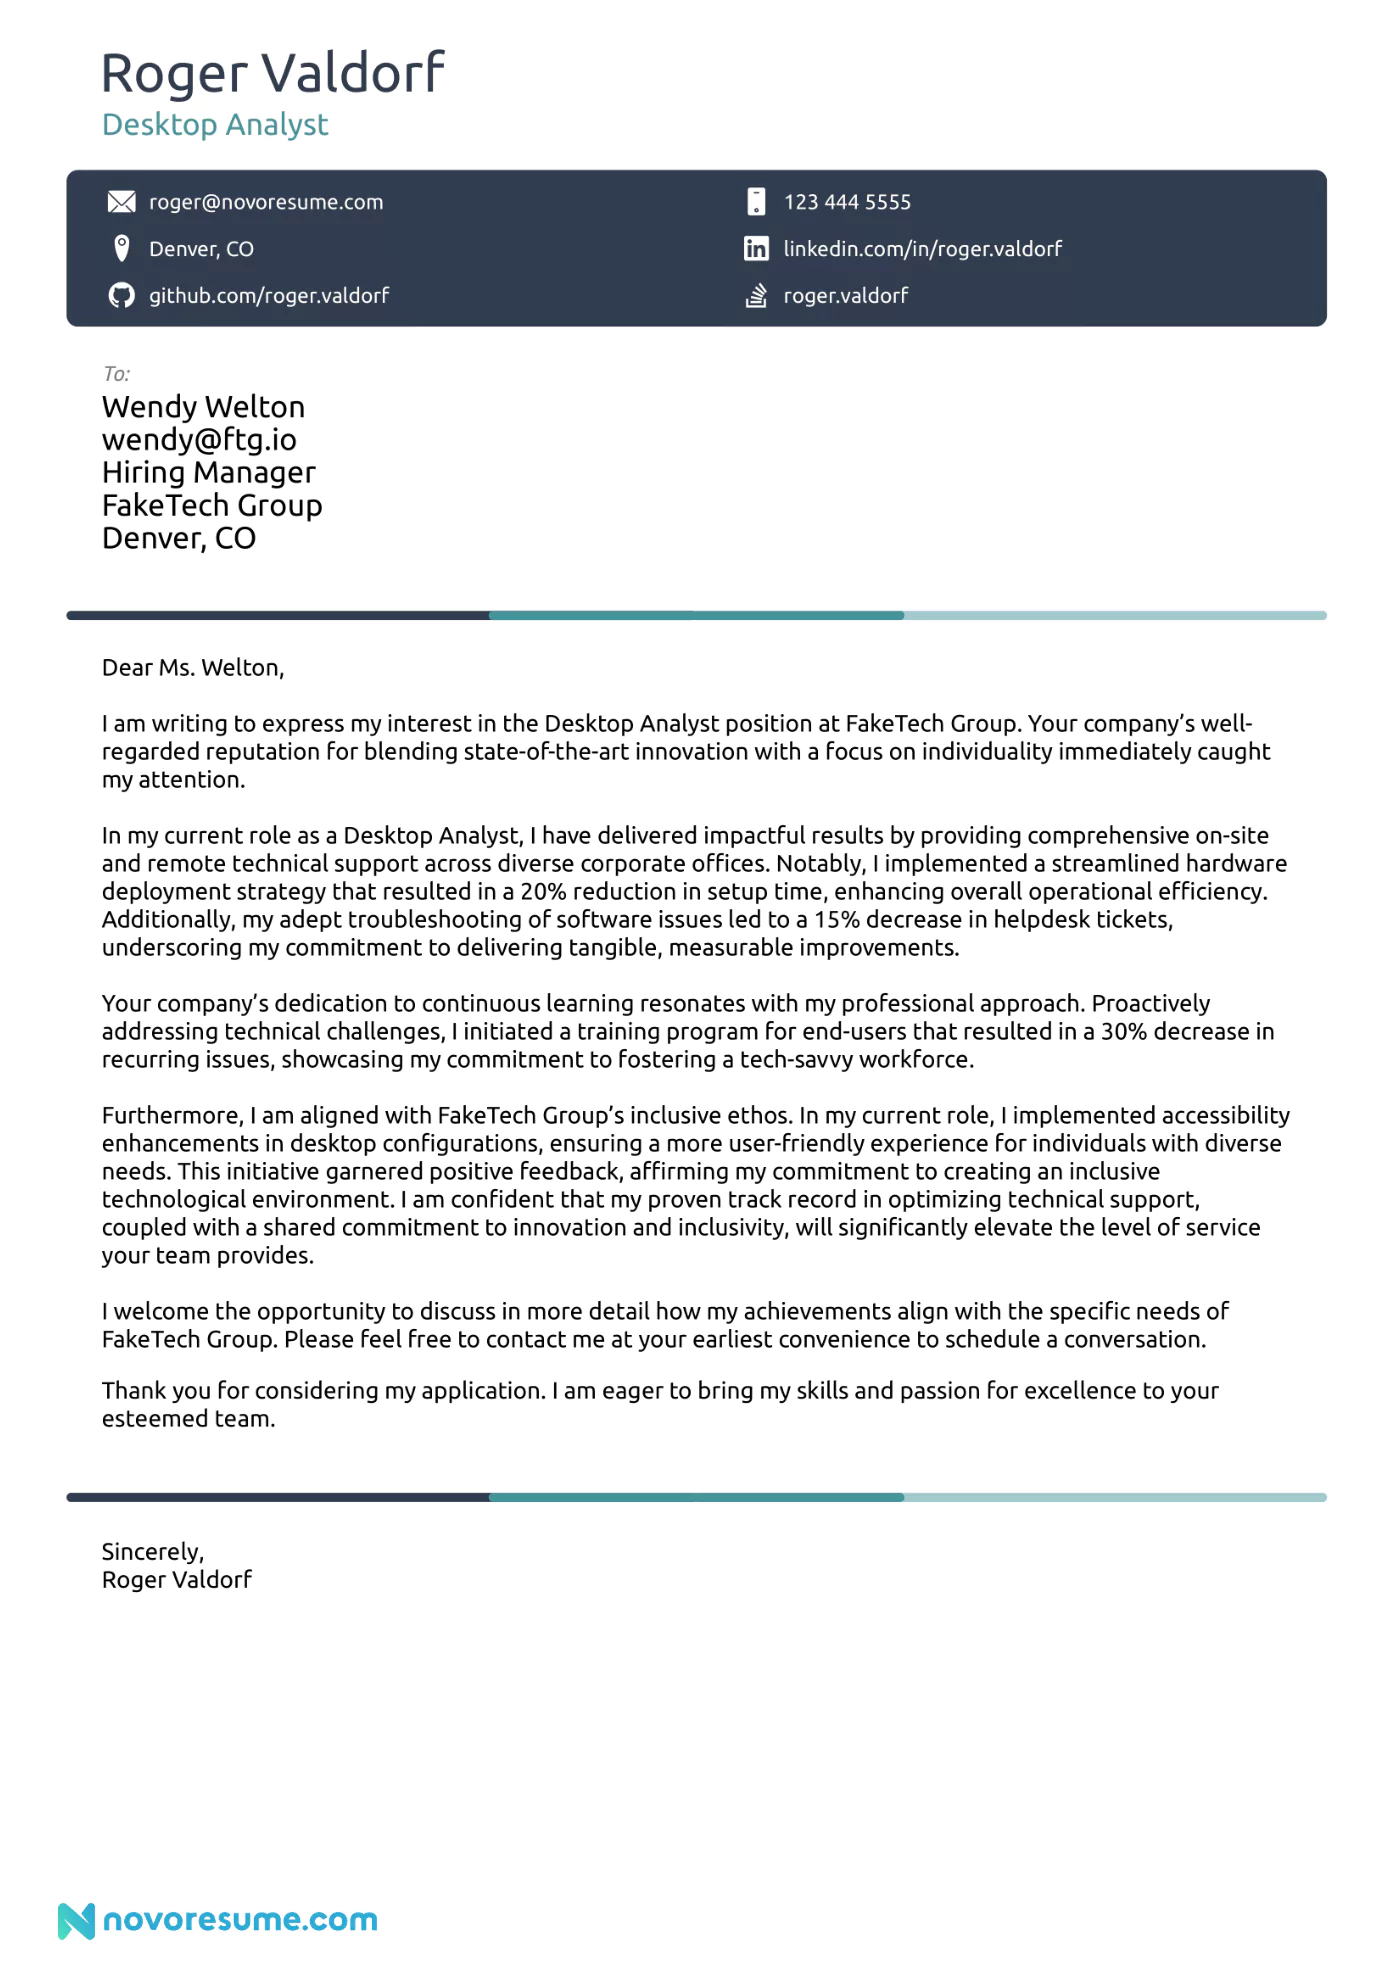 Roger Valdorf
Desktop Analyst
roger@novoresume.com
123 444 5555
Denver, CO
linkedin.com/in/roger.valdorf
github.com/roger.valdorf
roger.valdorf
To:
Wendy Welton
wendy@ftg.io
Hiring Manager
FakeTech Group
Denver, CO
Dear Ms. Welton,
I am writing to express my interest in the Desktop Analyst position at FakeTech Group. Your company’s well-
regarded reputation for blending state-of-the-art innovation with a focus on individuality immediately caught
my attention.
In my current role as a Desktop Analyst, I have delivered impactful results by providing comprehensive on-site
and remote technical support across diverse corporate offices. Notably, I implemented a streamlined hardware
deployment strategy that resulted in a 20% reduction in setup time, enhancing overall operational efficiency.
Additionally, my adept troubleshooting of software issues led to a 15% decrease in helpdesk tickets,
underscoring my commitment to delivering tangible, measurable improvements.
Your company’s dedication to continuous learning resonates with my professional approach. Proactively
addressing technical challenges, I initiated a training program for end-users that resulted in a 30% decrease in
recurring issues, showcasing my commitment to fostering a tech-savvy workforce.
Furthermore, I am aligned with FakeTech Group’s inclusive ethos. In my current role, I implemented accessibility
enhancements in desktop configurations, ensuring a more user-friendly experience for individuals with diverse
needs. This initiative garnered positive feedback, affirming my commitment to creating an inclusive
technological environment. I am confident that my proven track record in optimizing technical support,
coupled with a shared commitment to innovation and inclusivity, will significantly elevate the level of service
your team provides.
I welcome the opportunity to discuss in more detail how my achievements align with the specific needs of
FakeTech Group. Please feel free to contact me at your earliest convenience to schedule a conversation.
Thank you for considering my application. I am eager to bring my skills and passion for excellence to your
esteemed team.
Sincerely,
Roger Valdorf
novoresume.com